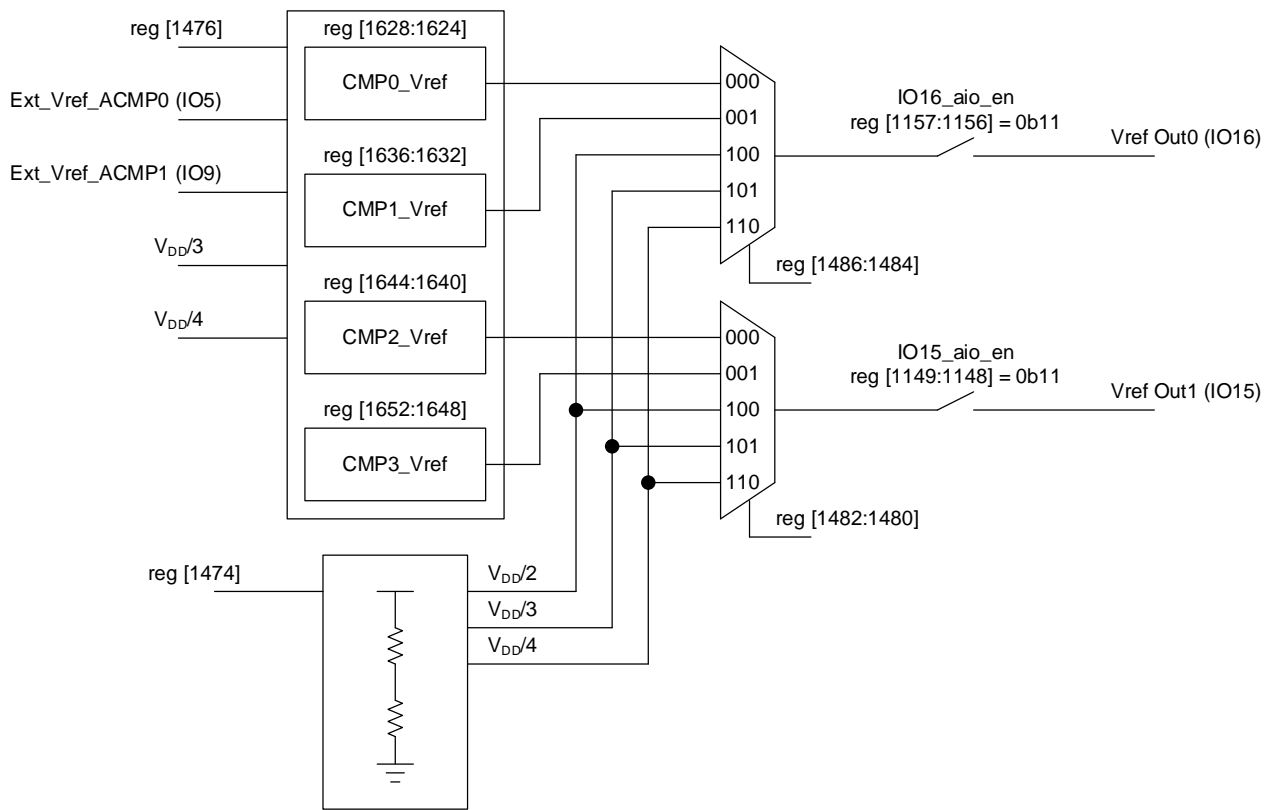 reg [1476]
Ext_Vref_ACMP0 (IO5)
Ext_Vref_ACMP1 (IO9)
VDD/3
VDD/4
reg [1628:1624]
CMP0_Vref
reg [1636:1632]
CMP1_Vref
reg [1644:1640]
CMP2_Vref
reg [1652:1648]
CMP3_Vref
000
001
100
101
110
reg [1486:1484]
IO16_aio_en
reg [1157:1156] = 0b11
Vref Out0 (IO16)
000
001
100
101
110
reg [1482:1480]
IO15_aio_en
reg [1149:1148] = 0b11
Vref Out1 (IO15)
reg [1474]
VDD/2
VDD/3
VDD/4